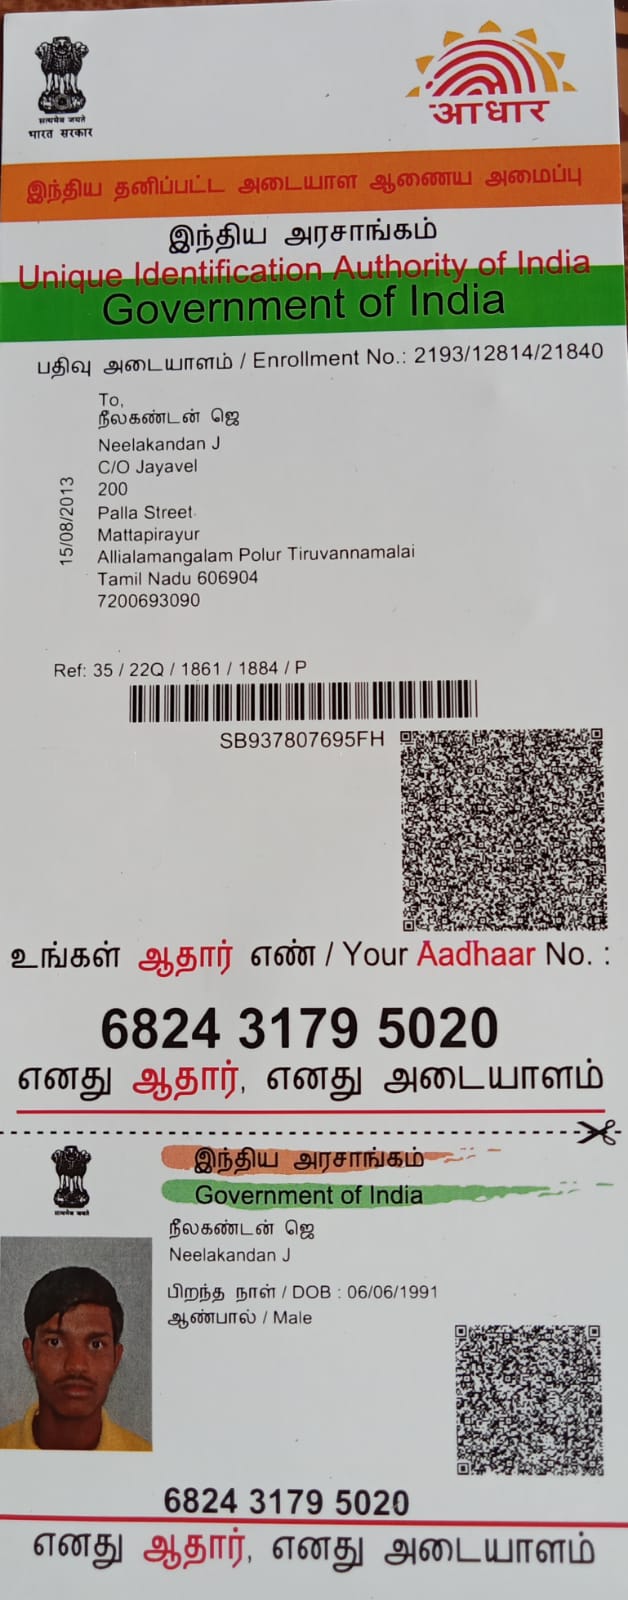 सत्यमेव जयते
भारत सरकार
आधार
இந்திய தனிப்பட்ட அடையாள ஆணைய அமைப்பு
இந்திய அரசாங்கம்
Unique Identification Authority of India
Government of India
பதிவு அடையாளம் / Enrollment No.: 2193/12814/21840
To,
நீலகண்டன் ஜெ
Neelakandan J
C/O Jayavel
200
Palla Street
Mattapirayur
Allialamangalam Polur Tiruvannamalai
Tamil Nadu 606904
7200693090
15/08/2013
Ref: 35 / 22Q / 1861 / 1884 / P
SB937807695FH
உங்கள் ஆதார் எண் / Your Aadhaar No. :
6824 3179 5020
எனது ஆதார், எனது அடையாளம்
இந்திய அரசாங்கம்
Government of India
सत्यमेव जयते
நீலகண்டன் ஜெ
Neelakandan J
பிறந்த நாள் / DOB : 06/06/1991
ஆண்பால் / Male
6824 3179 5020
எனது ஆதார், எனது அடையாளம்